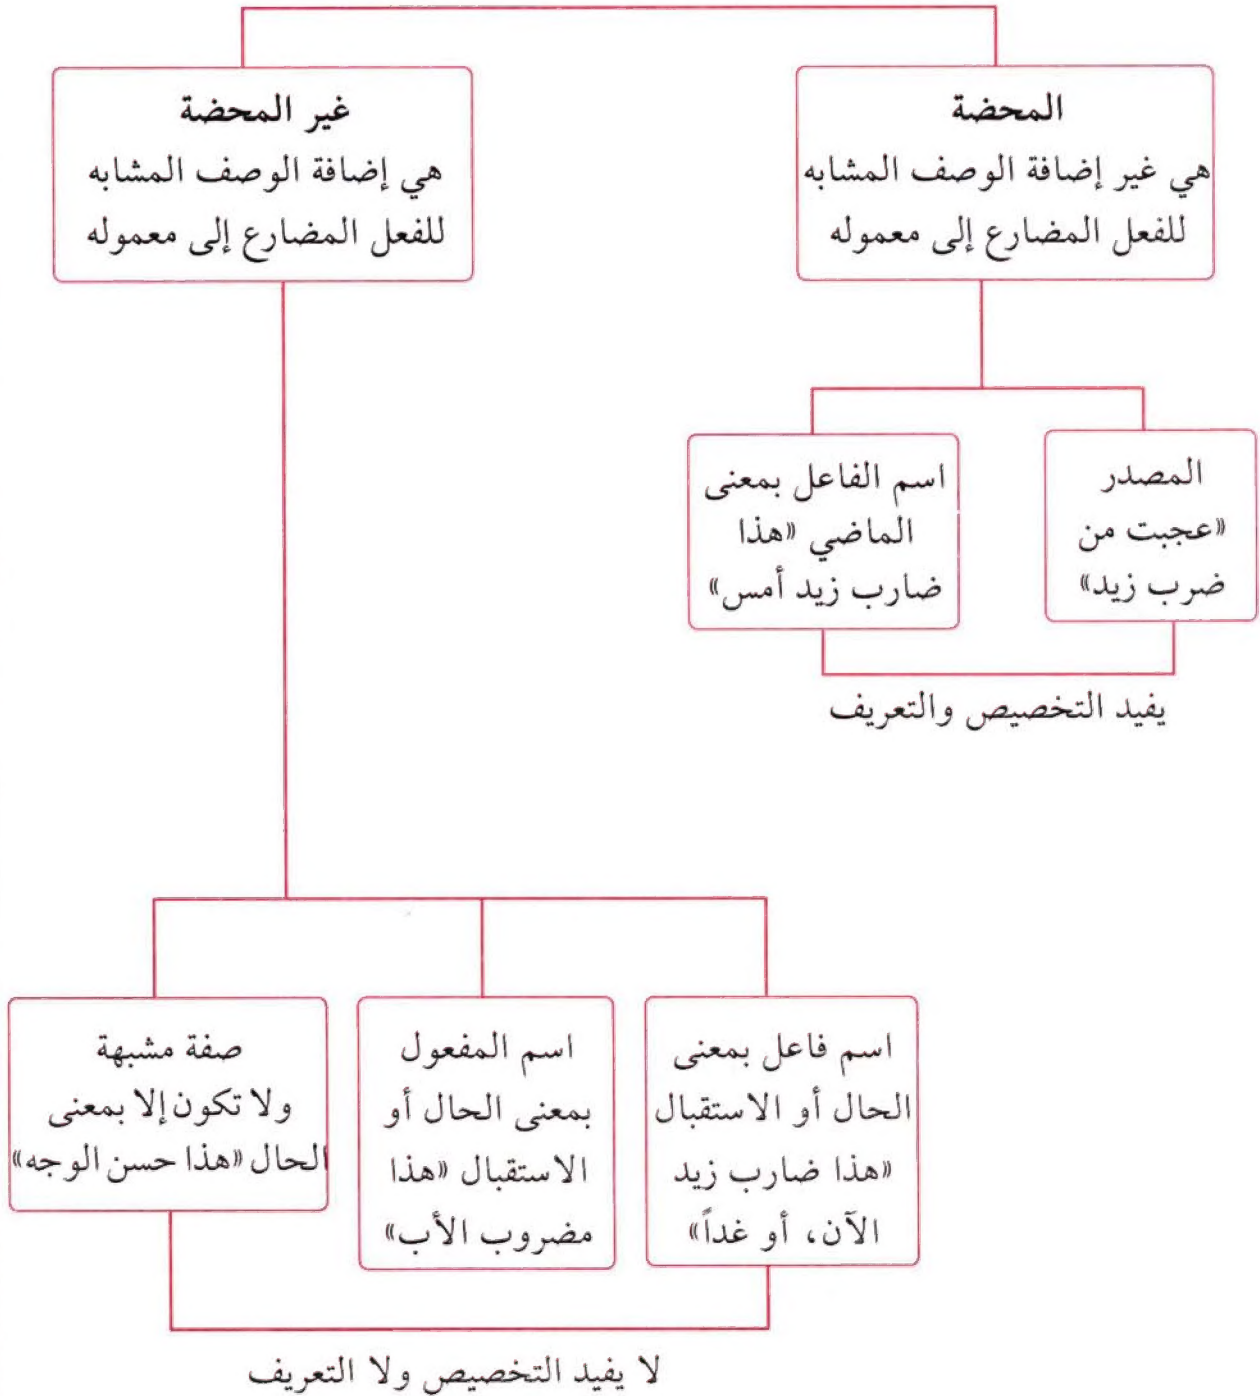 المحضة
هي غير إضافة الوصف المشابه
للفعل المضارع إلى معموله
غير المحضة
هي إضافة الوصف المشابه
للفعل المضارع إلى معموله
المصدر
«عجبت من
ضرب زيد»
اسم الفاعل بمعنى
الماضي «هذا
ضارب زيد أمس»
يفيد التخصيص والتعريف
اسم فاعل بمعنى
الحال أو الاستقبال
«هذا ضارب زيد
الآن، أو غداً»
اسم المفعول
بمعنى الحال أو
الاستقبال «هذا
مضروب الأب»
صفة مشبهة
ولا تكون إلا بمعنى
الحال «هذا حسن الوجه»
لا يفيد التخصيص ولا التعريف